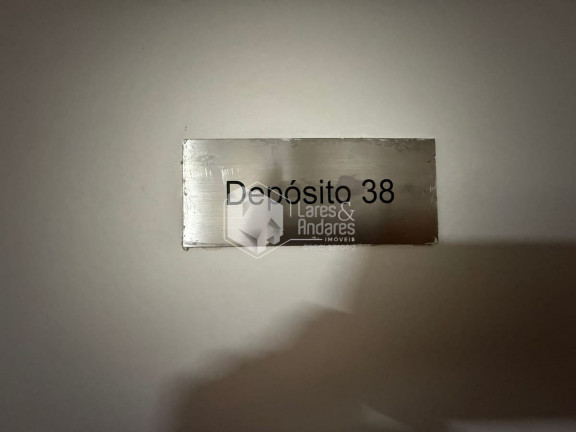 Depósito 38
Lares &
Andares
IMÓVEIS